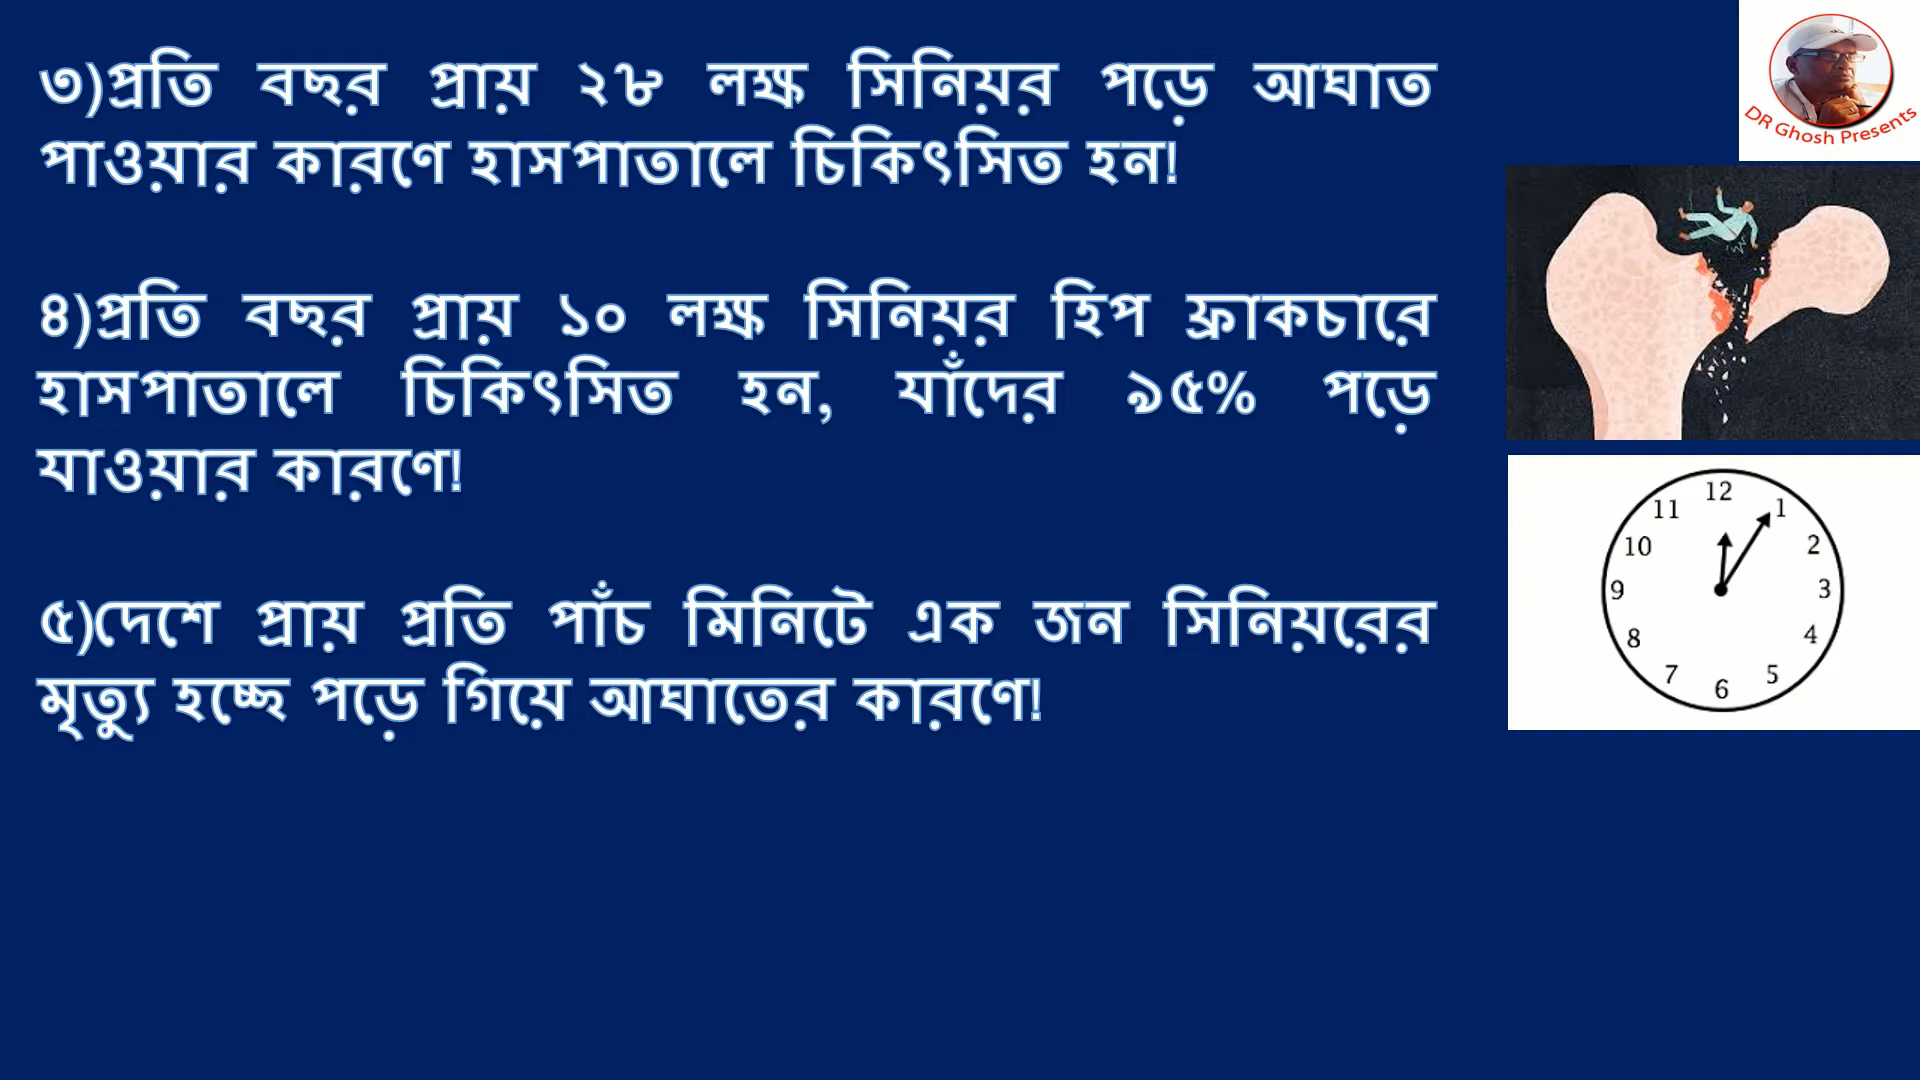 ৩)প্রতি বছর প্রায় ২৮ লক্ষ সিনিয়র পড়ে আঘাত
পাওয়ার কারণে হাসপাতালে চিকিৎসিত হন!
৪)প্রতি বছর প্রায় ১০ লক্ষ সিনিয়র হিপ ফ্রাকচারে
হাসপাতালে চিকিৎসিত হন, যাঁদের ৯৫% পড়ে
যাওয়ার কারণে!
৫)দেশে প্রায় প্রতি পাঁচ মিনিটে এক জন সিনিয়রের
মৃত্যু হচ্ছে পড়ে গিয়ে আঘাতের কারণে!
DR Ghosh Presents
12
1
2
3
4
5
6
7
8
9
10
11